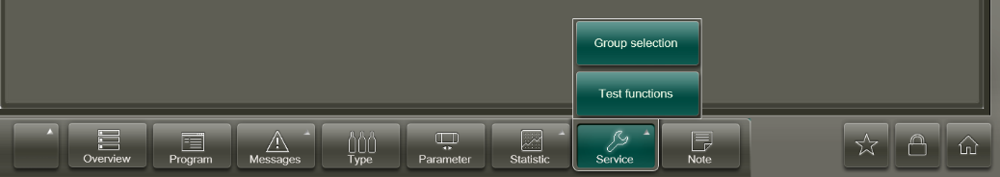 Group selection
Test functions
Overview
Program
Messages
Type
Parameter
Statistic
Service
Note